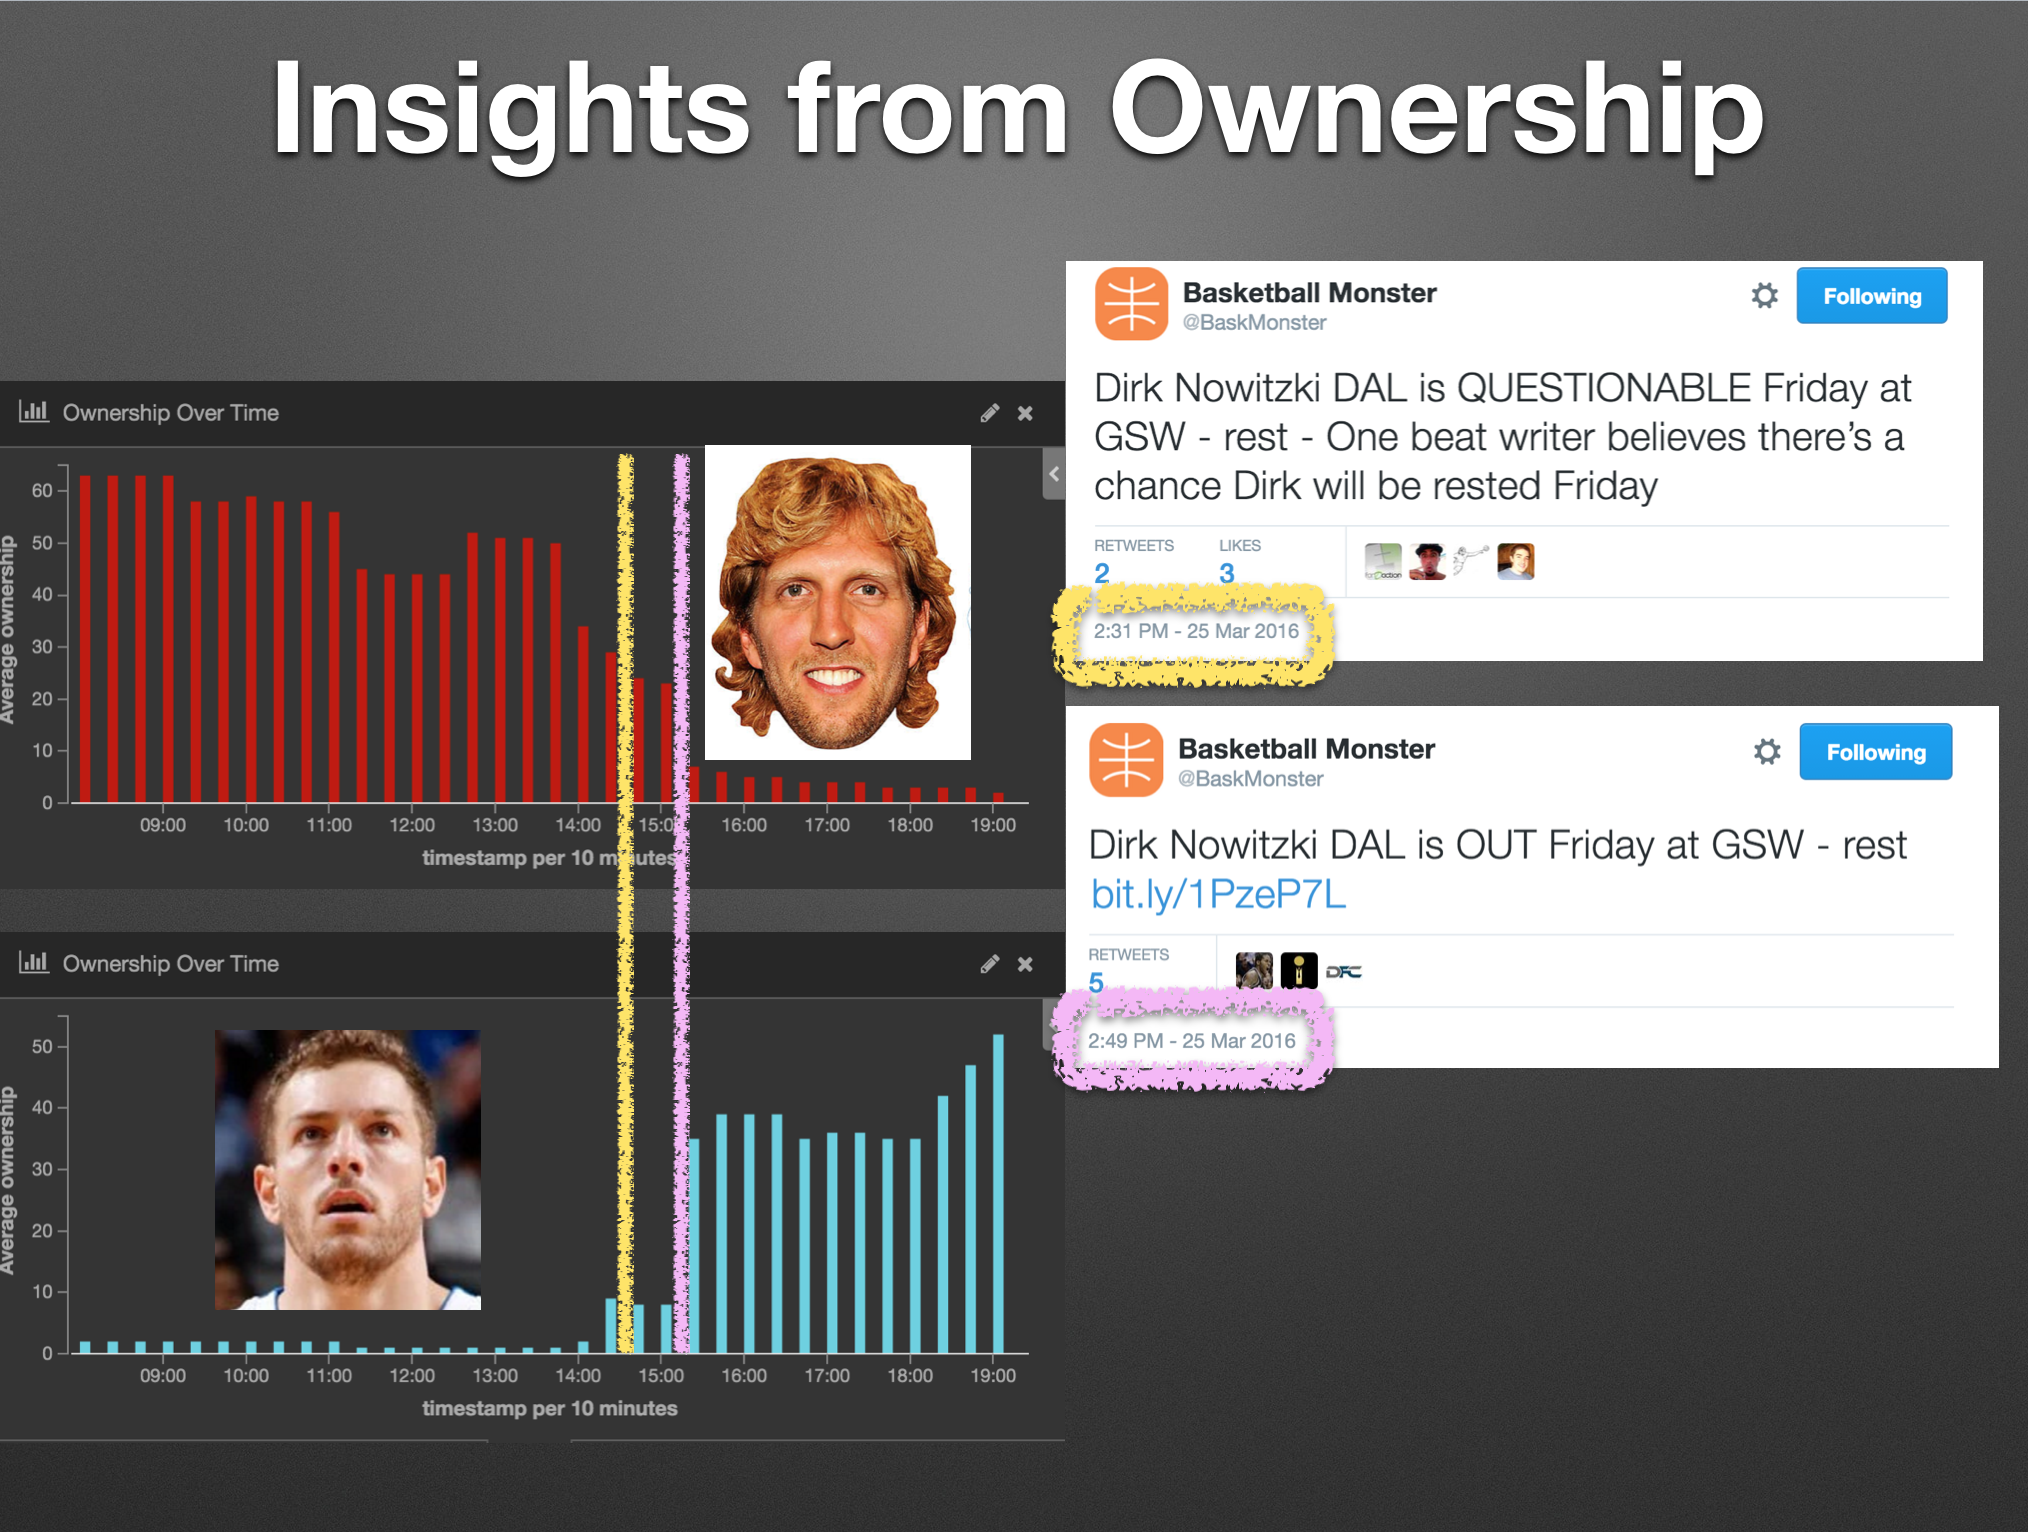 Insights from Ownership
Basketball Monster
@BaskMonster
Following
Dirk Nowitzki DAL is QUESTIONABLE Friday at
GSW - rest - One beat writer believes there's a
chance Dirk will be rested Friday
RETWEETS LIKES
2 3
2:31 PM - 25 Mar 2016
Basketball Monster
@BaskMonster
Following
Dirk Nowitzki DAL is OUT Friday at GSW - rest
bit.ly/1PzeP7L
RETWEETS
5
DFC
2:49 PM - 25 Mar 2016
Ownership Over Time
Average ownership
60
50
40
30
20
10
0
09:00 10:00 11:00 12:00 13:00 14:00 15:0 16:00 17:00 18:00 19:00
timestamp per 10 minutes
Ownership Over Time
Average ownership
50
40
30
20
10
0
09:00 10:00 11:00 12:00 13:00 14:00 15:00 16:00 17:00 18:00 19:00
timestamp per 10 minutes